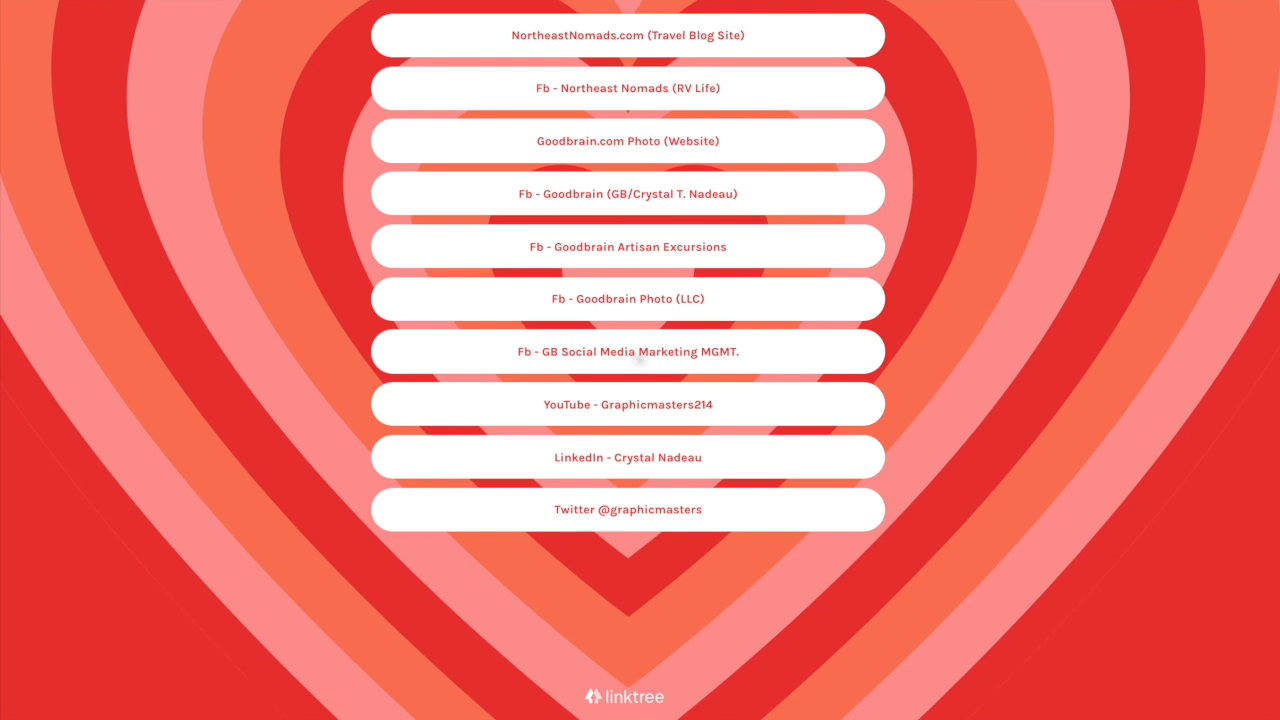 NortheastNomads.com (Travel Blog Site)
Fb - Northeast Nomads (RV Life)
Goodbrain.com Photo (Website)
Fb - Goodbrain (GB/Crystal T. Nadeau)
Fb - Goodbrain Artisan Excursions
Fb - Goodbrain Photo (LLC)
Fb - GB Social Media Marketing MGMT.
YouTube - Graphicmasters214
LinkedIn - Crystal Nadeau
Twitter @graphicmasters
linktree